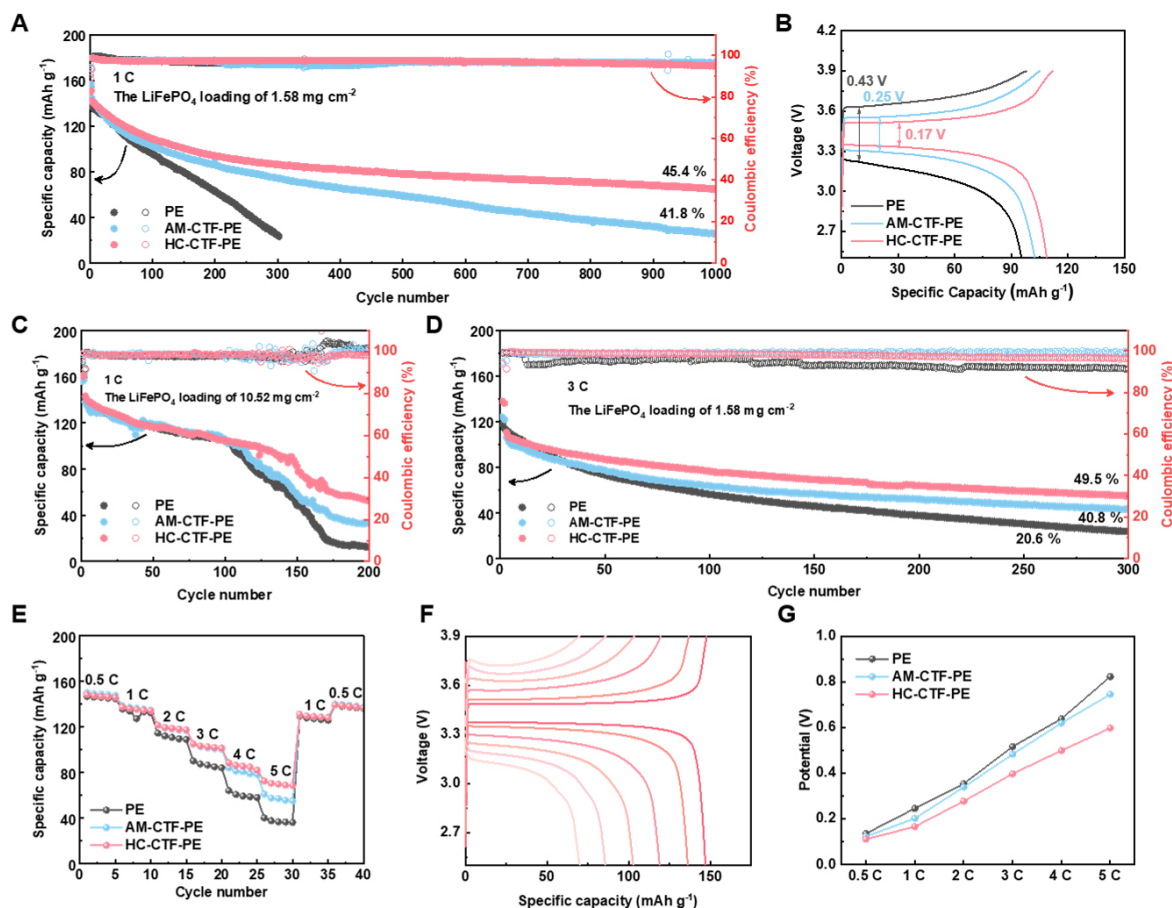 A
Specific capacity (mAh g-1)
200
160
120
80
40
0
1 C
The LiFePO4 loading of 1.58 mg cm-2
45.4 %
41.8 %
PE
AM-CTF-PE
HC-CTF-PE
100
80
60
40
20
0
Coulombic efficiency (%)
0 100 200 300 400 500 600 700 800 900 1000
Cycle number
B
Voltage (V)
4.2
3.9
3.6
3.3
3.0
2.7
0.43 V
0.25 V
0.17 V
PE
AM-CTF-PE
HC-CTF-PE
0 30 60 90 120 150
Specific Capacity (mAh g-1)
C
Specific capacity (mAh g-1)
200
160
120
80
40
0
1 C
The LiFePO4 loading of 10.52 mg cm-2
PE
AM-CTF-PE
HC-CTF-PE
100
80
60
40
20
0
Coulombic efficiency (%)
0 50 100 150 200
Cycle number
D
Specific capacity (mAh g-1)
200
160
120
80
40
0
3 C
The LiFePO4 loading of 1.58 mg cm-2
49.5 %
40.8 %
20.6 %
PE
AM-CTF-PE
HC-CTF-PE
100
80
60
40
20
0
Coulombic efficiency (%)
0 50 100 150 200 250 300
Cycle number
E
Specific capacity (mAh g-1)
200
160
120
80
40
0
0.5 C
1 C
2 C
3 C
4 C
5 C
1 C
0.5 C
PE
AM-CTF-PE
HC-CTF-PE
0 5 10 15 20 25 30 35 40
Cycle number
F
Voltage (V)
3.9
3.6
3.3
3.0
2.7
0 50 100 150
Specific capacity (mAh g-1)
G
Potential (V)
1.0
0.8
0.6
0.4
0.2
0.0
PE
AM-CTF-PE
HC-CTF-PE
0.5 C 1 C 2 C 3 C 4 C 5 C